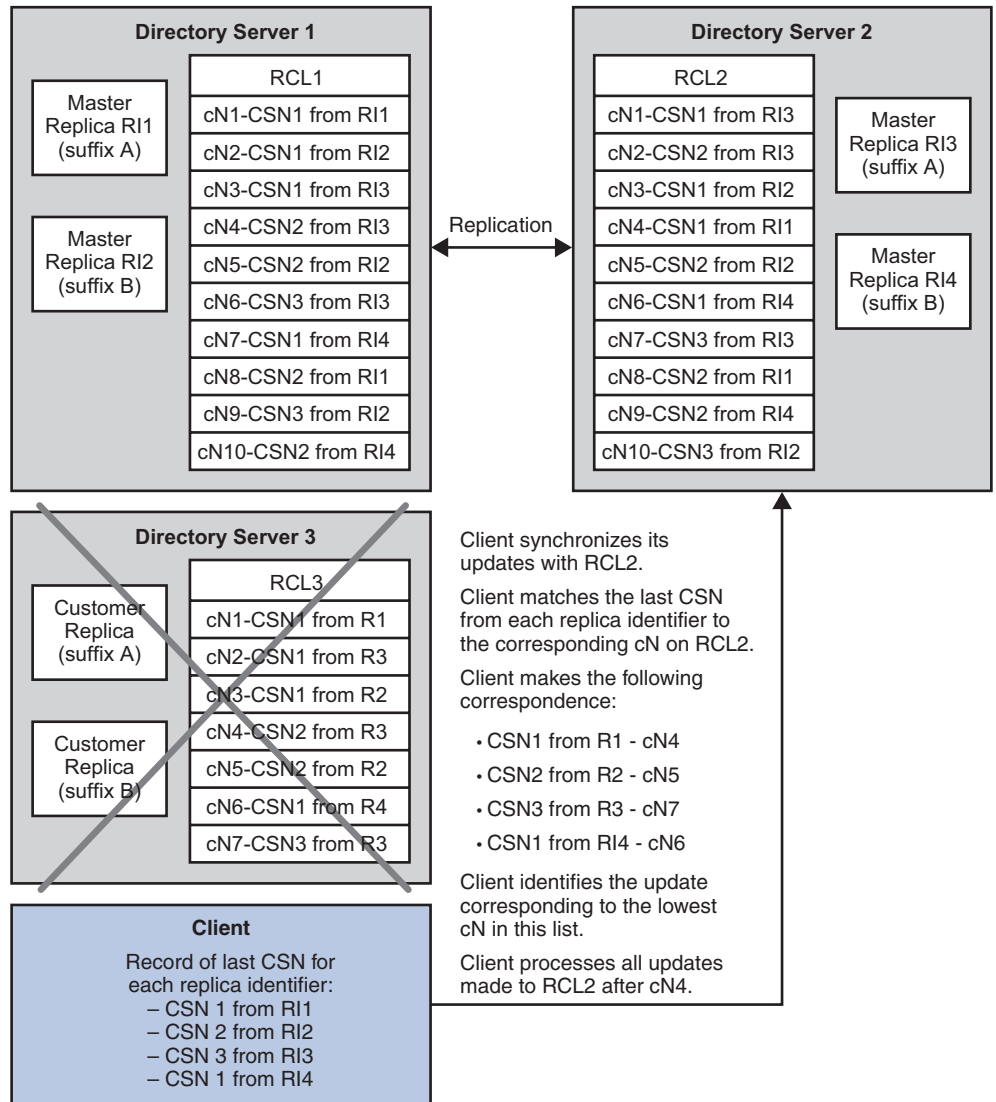 Directory Server 1
Master
Replica RI1
(suffix A)
Master
Replica RI2
(suffix B)
RCL1
cN1-CSN1 from RI1
cN2-CSN1 from RI2
cN3-CSN1 from RI3
cN4-CSN2 from RI3
cN5-CSN2 from RI2
cN6-CSN3 from RI3
cN7-CSN1 from RI4
cN8-CSN2 from RI1
cN9-CSN3 from RI2
cN10-CSN2 from RI4
Replication
Directory Server 2
RCL2
cN1-CSN1 from RI3
cN2-CSN2 from RI3
cN3-CSN1 from RI2
cN4-CSN1 from RI1
cN5-CSN2 from RI2
cN6-CSN1 from RI4
cN7-CSN3 from RI3
cN8-CSN2 from RI1
cN9-CSN2 from RI4
cN10-CSN3 from RI2
Master
Replica RI3
(suffix A)
Master
Replica RI4
(suffix B)
Directory Server 3
Customer
Replica
(suffix A)
Customer
Replica
(suffix B)
RCL3
cN1-CSN1 from R1
cN2-CSN1 from R3
cN3-CSN1 from R2
cN4-CSN2 from R3
cN5-CSN2 from R2
cN6-CSN1 from R4
cN7-CSN3 from R3
Client synchronizes its
updates with RCL2.
Client matches the last CSN
from each replica identifier to
the corresponding cN on RCL2.
Client makes the following
correspondence:
• CSN1 from R1 - cN4
• CSN2 from R2 - cN5
• CSN3 from R3 - cN7
• CSN1 from RI4 - cN6
Client identifies the update
corresponding to the lowest
cN in this list.
Client processes all updates
made to RCL2 after cN4.
Client
Record of last CSN for
each replica identifier:
– CSN 1 from RI1
– CSN 2 from RI2
– CSN 3 from RI3
– CSN 1 from RI4